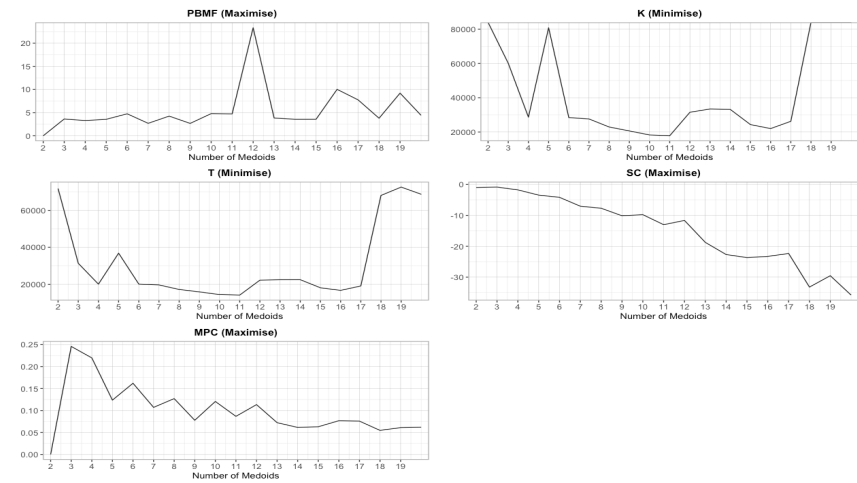 PBMF (Maximise)
20
15
10
5
0
2 3 4 5 6 7 8 9 10 11 12 13 14 15 16 17 18 19
Number of Medoids
K (Minimise)
80000
60000
40000
20000
2 3 4 5 6 7 8 9 10 11 12 13 14 15 16 17 18 19
Number of Medoids
T (Minimise)
60000
40000
20000
2 3 4 5 6 7 8 9 10 11 12 13 14 15 16 17 18 19
Number of Medoids
SC (Maximise)
0
-10
-20
-30
2 3 4 5 6 7 8 9 10 11 12 13 14 15 16 17 18 19
Number of Medoids
MPC (Maximise)
0.25
0.20
0.15
0.10
0.05
0.00
2 3 4 5 6 7 8 9 10 11 12 13 14 15 16 17 18 19
Number of Medoids